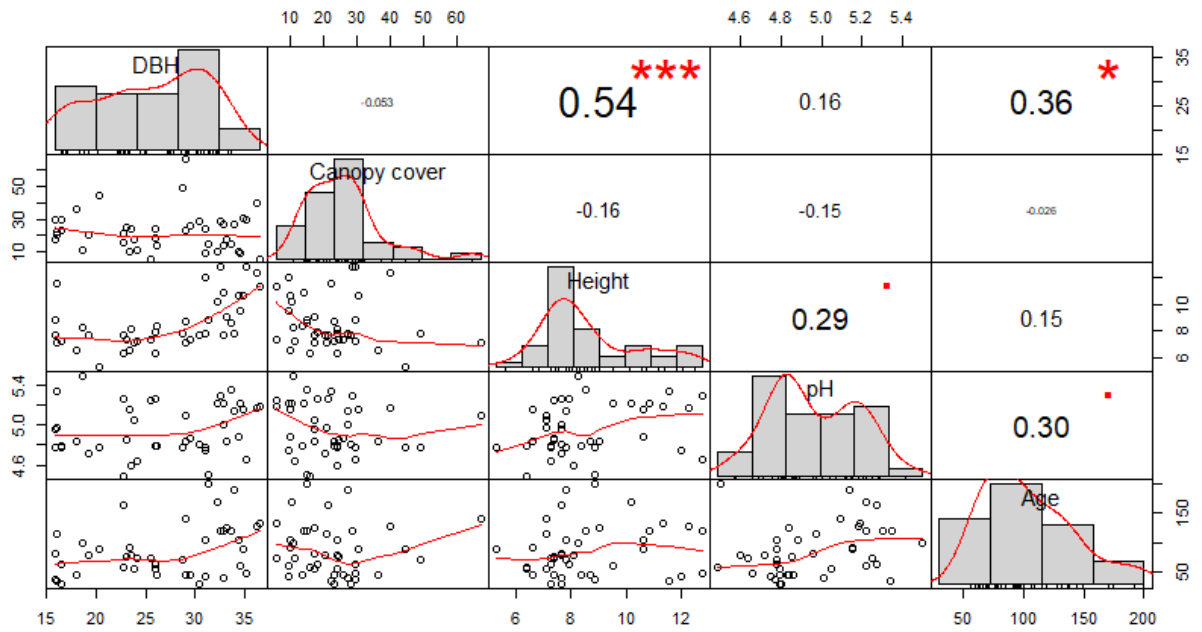 10 20 30 40 50 60 4.6 4.8 5.0 5.2 5.4
DBH -0.053 0.54 *** 0.16 0.36 *
15 25 35
Canopy cover -0.16 -0.15 -0.026
10 30 50
Height 0.29 . 0.15
6 8 10
pH 0.30 .
4.6 5.0 5.4
Age
50 150
15 20 25 30 35 6 8 10 12 50 100 150 200